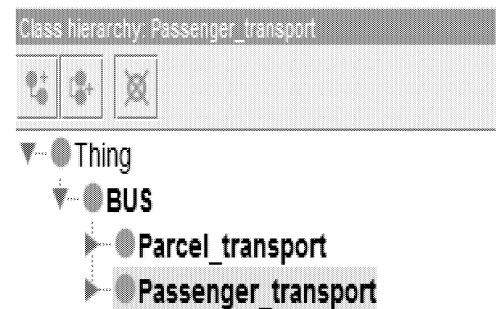 Class hierarchy: Passenger_transport
Thing
BUS
Parcel_transport
Passenger_transport